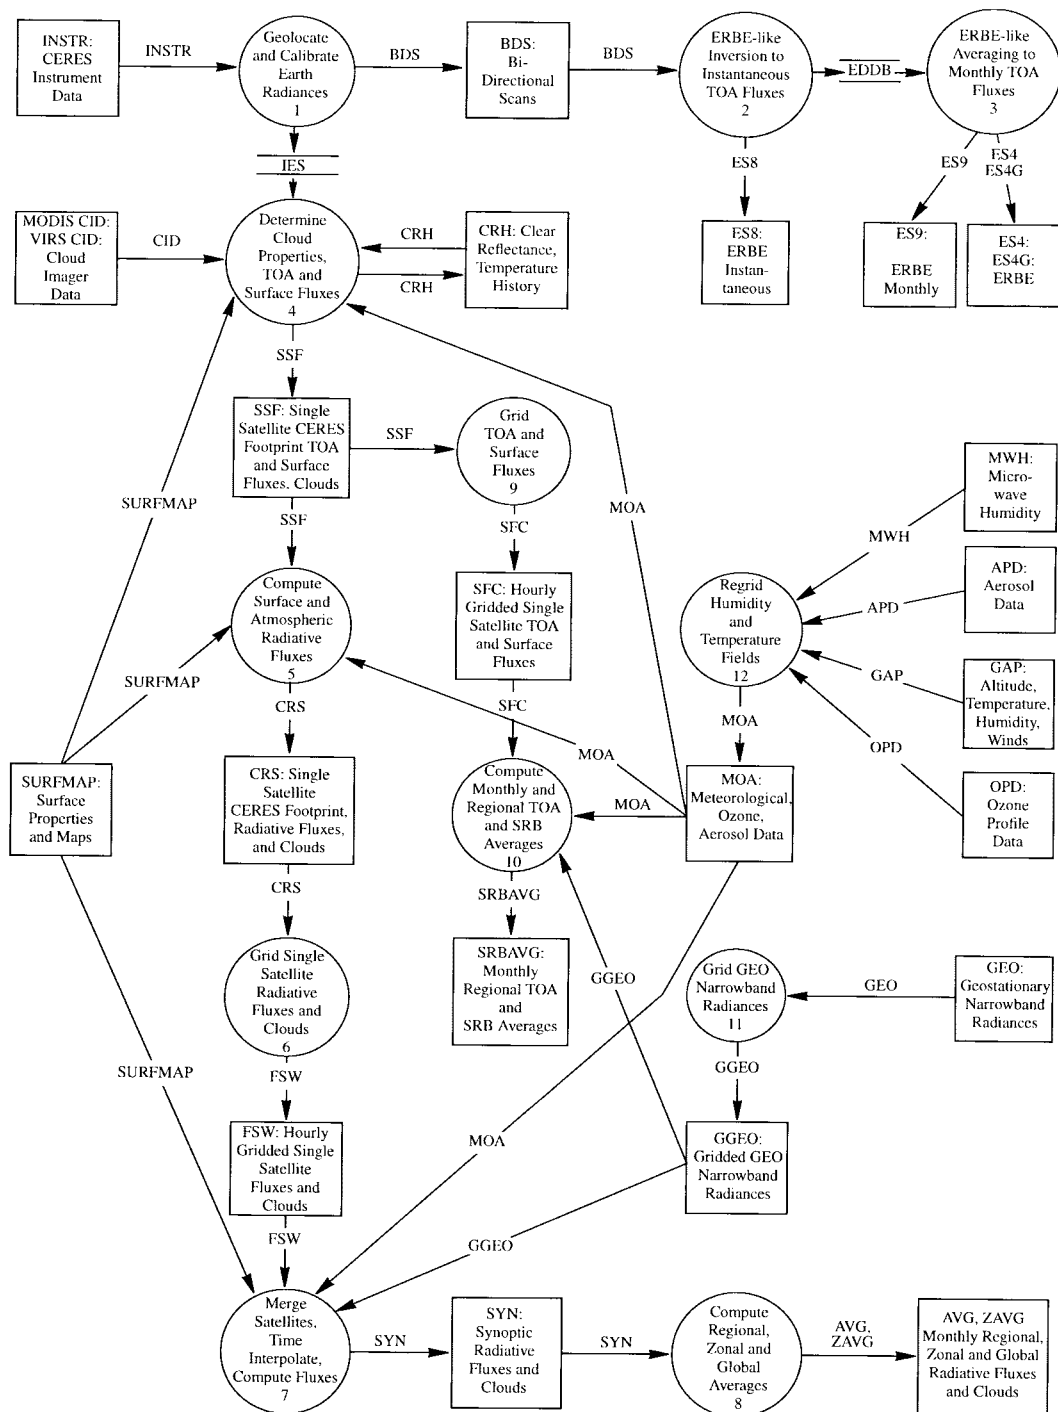 INSTR:
CERES
Instrument
Data
INSTR
Geolocate
and Calibrate
Earth
Radiances
1
BDS
BDS:
Bi-
Directional
Scans
BDS
ERBE-like
Inversion to
Instantaneous
TOA Fluxes
2
EDDB
ERBE-like
Averaging to
Monthly TOA
Fluxes
3
IES
ES8
ES9
ES4
ES4G
MODIS CID:
VIRS CID:
Cloud
Imager
Data
CID
Determine
Cloud
Properties,
TOA and
Surface Fluxes
4
CRH
CRH
CRH: Clear
Reflectance,
Temperature
History
ES8: ERBE
Instan-
taneous
ES9:
ERBE
Monthly
ES4:
ES4G:
ERBE
SSF
SSF: Single
Satellite CERES
Footprint TOA
and Surface
Fluxes, Clouds
SSF
Grid
TOA and
Surface
Fluxes
9
MWH:
Micro-
wave
Humidity
SURFMAP
MOA
SSF
SFC
MWH
Compute
Surface and
Atmospheric
Radiative
Fluxes
5
SFC: Hourly
Gridded Single
Satellite TOA
and Surface
Fluxes
Regrid
Humidity
and
Temperature
Fields
12
APD
APD:
Aerosol
Data
SURFMAP
GAP
GAP:
Altitude,
Temperature,
Humidity,
Winds
CRS
SFC
MOA
MOA
OPD
SURFMAP:
Surface
Properties
and Maps
CRS: Single
Satellite
CERES Footprint,
Radiative Fluxes,
and Clouds
Compute
Monthly and
Regional TOA
and SRB
Averages
10
MOA
MOA:
Meteorological,
Ozone,
Aerosol Data
OPD:
Ozone
Profile
Data
CRS
SRBAVG
Grid Single
Satellite
Radiative
Fluxes and
Clouds
6
SRBAVG:
Monthly
Regional TOA
and
SRB Averages
GGEO
Grid GEO
Narrowband
Radiances
11
GEO
GEO:
Geostationary
Narrowband
Radiances
SURFMAP
FSW
GGEO
FSW: Hourly
Gridded Single
Satellite
Fluxes and
Clouds
MOA
GGEO:
Gridded GEO
Narrowband
Radiances
FSW
GGEO
Merge
Satellites,
Time
Interpolate,
Compute Fluxes
7
SYN
SYN:
Synoptic
Radiative
Fluxes and
Clouds
SYN
Compute
Regional,
Zonal and
Global
Averages
8
AVG,
ZAVG
AVG, ZAVG
Monthly Regional,
Zonal and Global
Radiative Fluxes
and Clouds